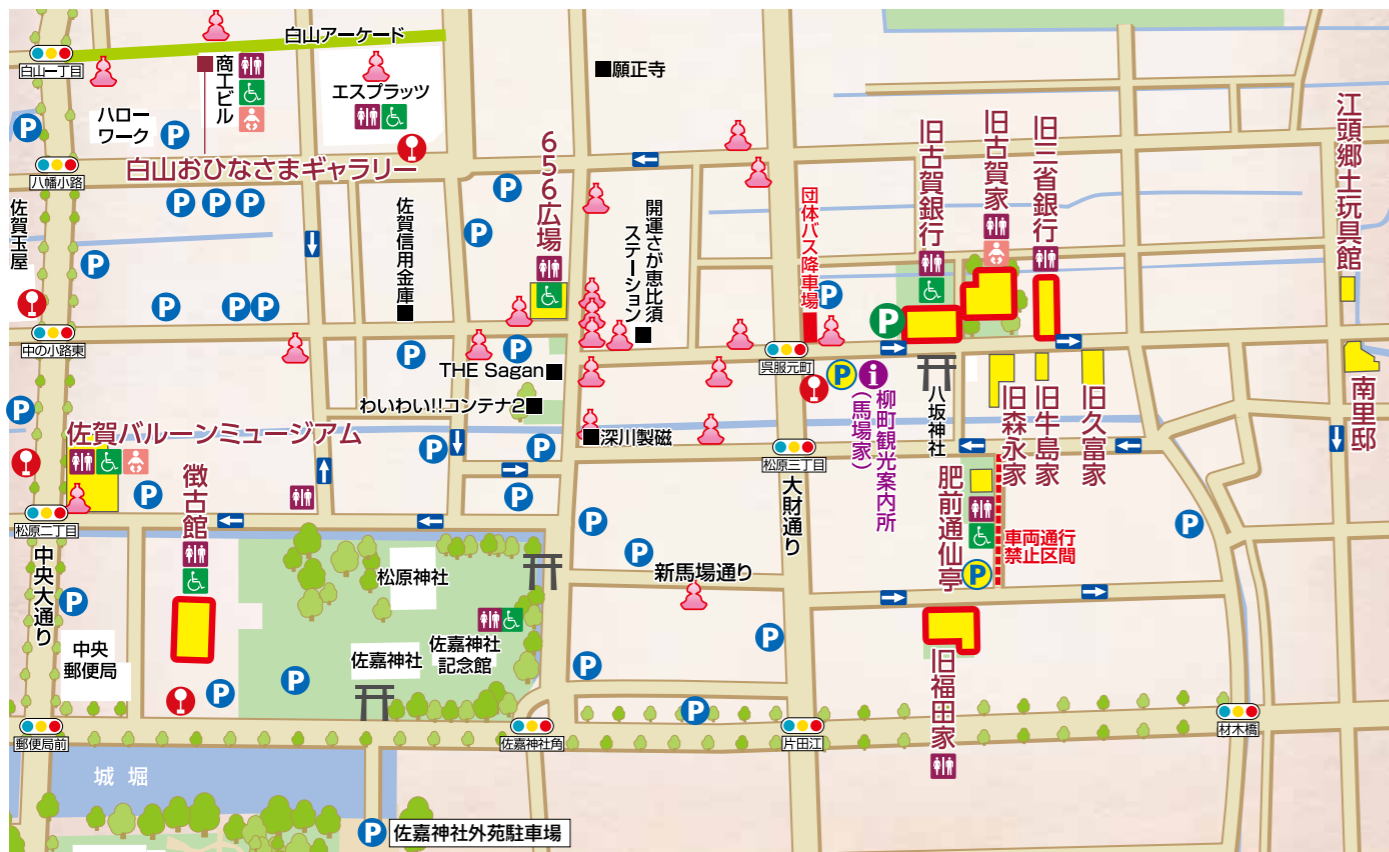 白山アーケード
白山一丁目
商工ビル
エスプラッツ
願正寺
ハロー
ワーク
白山おひなさまギャラリー
八幡小路
佐賀玉屋
佐賀信用金庫
656広場
開運さが恵比須
ステーション
団体バス降車場
旧古賀銀行
旧古賀家
旧三省銀行
江頭郷土玩具館
中の小路東
呉服元町
THE Sagan
わいわい!!コンテナ2
深川製磁
柳町観光案内所
(馬場家)
八坂神社
旧森永家
旧牛島家
旧久富家
南里邸
佐賀バルーンミュージアム
徴古館
松原三丁目
大財通り
肥前通仙亭
車両通行
禁止区間
松原二丁目
中央大通り
松原神社
新馬場通り
中央
郵便局
佐嘉神社
佐嘉神社
記念館
旧福田家
郵便局前
佐嘉神社角
片田江
材木橋
城堀
P 佐嘉神社外苑駐車場